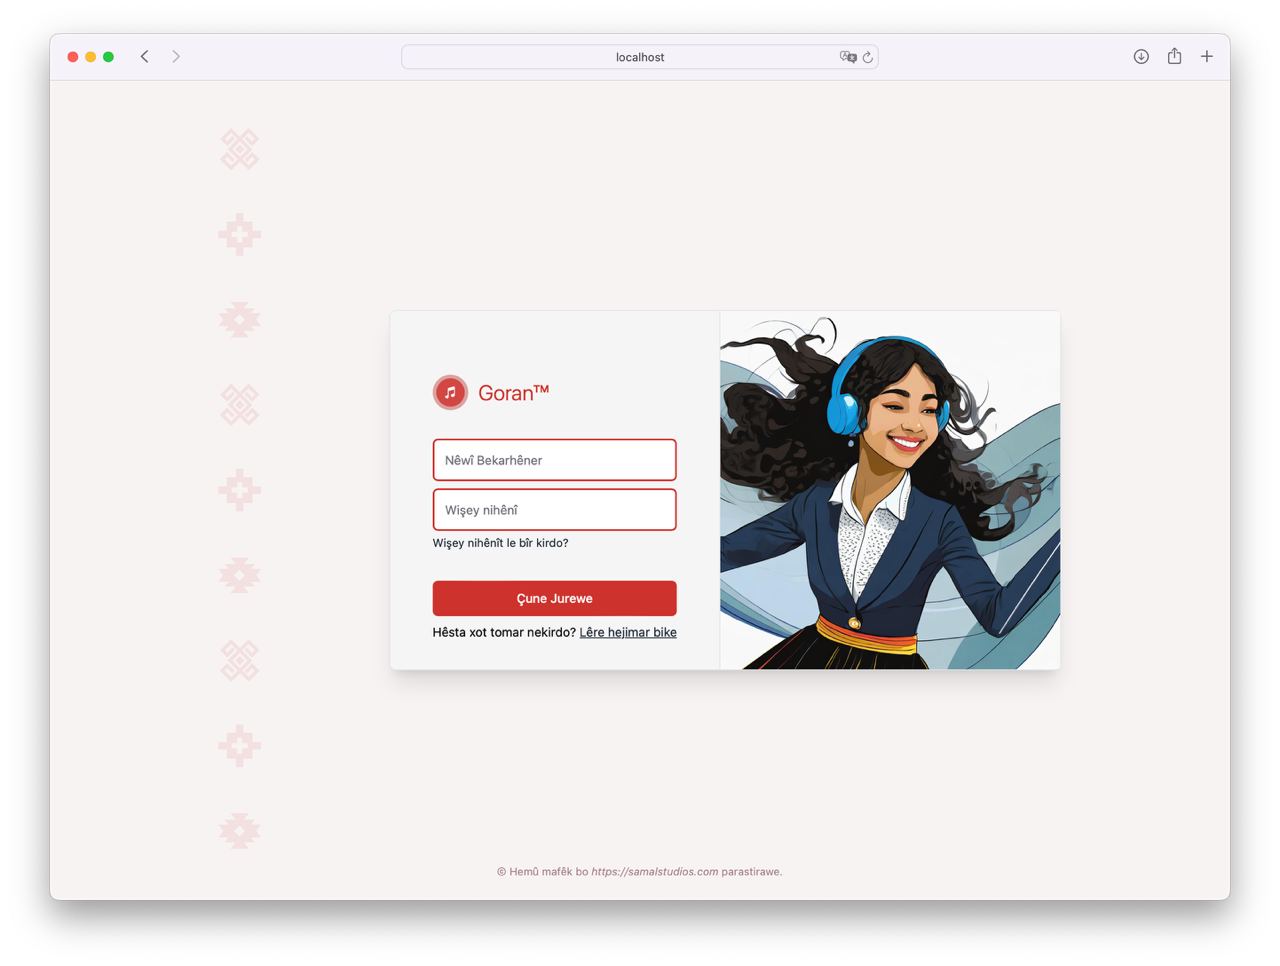 localhost
Goran™
Nêwî Bekarhêner
Wişey nihênî
Wişey nihênît le bîr kirdo?
Çune Jurewe
Hêsta xot tomar nekirdo? Lêre hejimar bike
© Hemû mafêk bo https://samalstudios.com parastirawe.